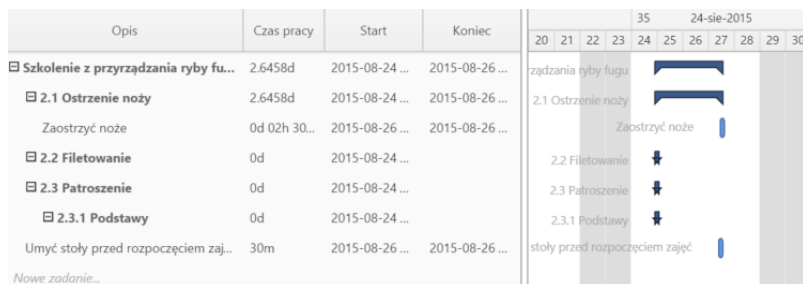 Opis Czas pracy Start Koniec 35 24-sie-2015
20 21 22 23 24 25 26 27 28 29 30
Szkolenie z przyrządzania ryby fu... 2.6458d 2015-08-24 ... 2015-08-26 ... rządzania ryby fugu
2.1 Ostrzenie noży 2.6458d 2015-08-24 ... 2015-08-26 ... 2.1 Ostrzenie noży
Zaostrzyć noże 0d 02h 30... 2015-08-26 ... 2015-08-26 ... Zaostrzyć noże
2.2 Filetowanie 0d 2015-08-24 ... 2.2 Filetowanie
2.3 Patroszenie 0d 2015-08-24 ... 2.3 Patroszenie
2.3.1 Podstawy 0d 2015-08-24 ... 2.3.1 Podstawy
Umyć stoły przed rozpoczęciem zaj... 30m 2015-08-26 ... 2015-08-26 ... stoły przed rozpoczęciem zajęć
Nowe zadanie...